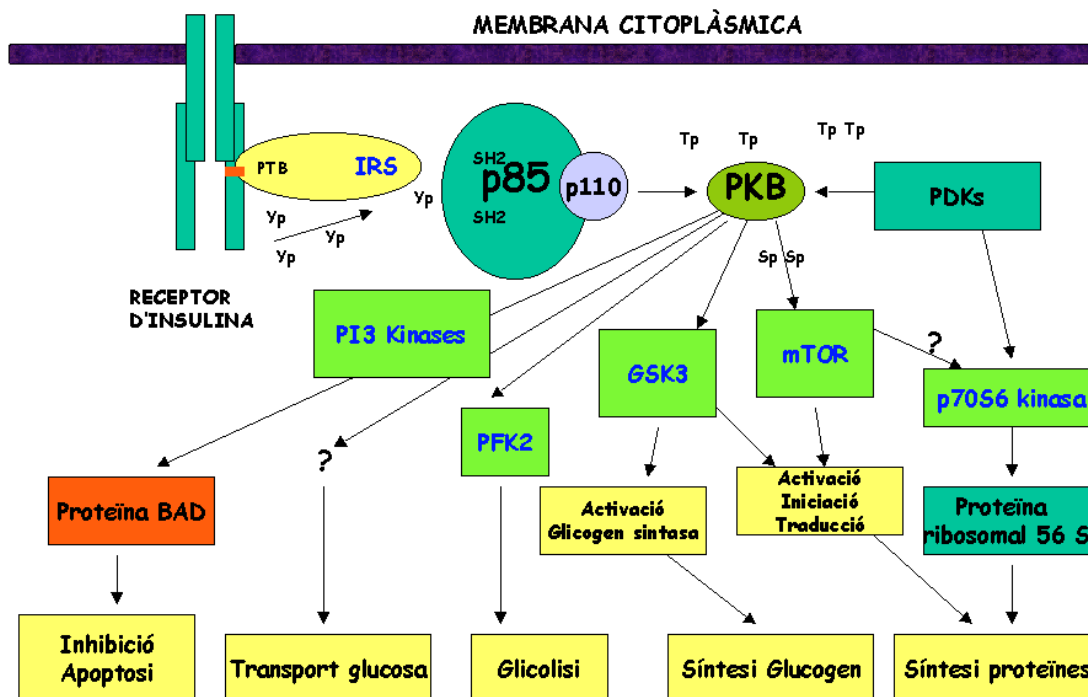 MEMBRANA CITOPLÀSMICA
Tp Tp Tp Tp
PTB IRS
SH2
p85
SH2
p110
PKB
PDKs
Yp
Yp
Yp
Yp
Sp Sp
RECEPTOR
D'INSULINA
PI3 Kinases
GSK3
mTOR
?
p70S6 kinasa
PFK2
?
Proteïna BAD
Activació
Glicogen sintasa
Activació
Iniciació
Traducció
Proteïna
ribosomal 56 S
Inhibició
Apoptosi
Transport glucosa
Glicolisi
Síntesi Glucogen
Síntesi proteïnes